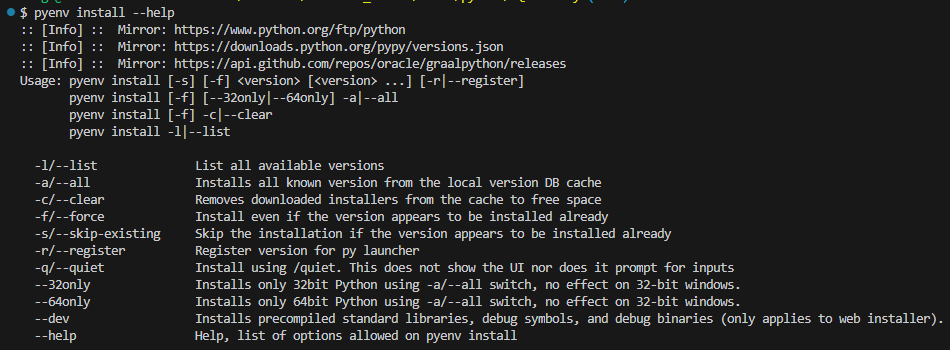 $ pyenv install --help
:: [Info] ::  Mirror: https://www.python.org/ftp/python
:: [Info] ::  Mirror: https://downloads.python.org/pypy/versions.json
:: [Info] ::  Mirror: https://api.github.com/repos/oracle/graalpython/releases
Usage: pyenv install [-s] [-f] <version> [<version> ...] [-r|--register]
       pyenv install [-f] [--32only|--64only] -a|--all
       pyenv install [-f] -c|--clear
       pyenv install -l|--list

  -l/--list              List all available versions
  -a/--all               Installs all known version from the local version DB cache
  -c/--clear             Removes downloaded installers from the cache to free space
  -f/--force             Install even if the version appears to be installed already
  -s/--skip-existing     Skip the installation if the version appears to be installed already
  -r/--register          Register version for py launcher
  -q/--quiet             Install using /quiet. This does not show the UI nor does it prompt for inputs
  --32only               Installs only 32bit Python using -a/--all switch, no effect on 32-bit windows.
  --64only               Installs only 64bit Python using -a/--all switch, no effect on 32-bit windows.
  --dev                  Installs precompiled standard libraries, debug symbols, and debug binaries (only applies to web installer).
  --help                 Help, list of options allowed on pyenv install